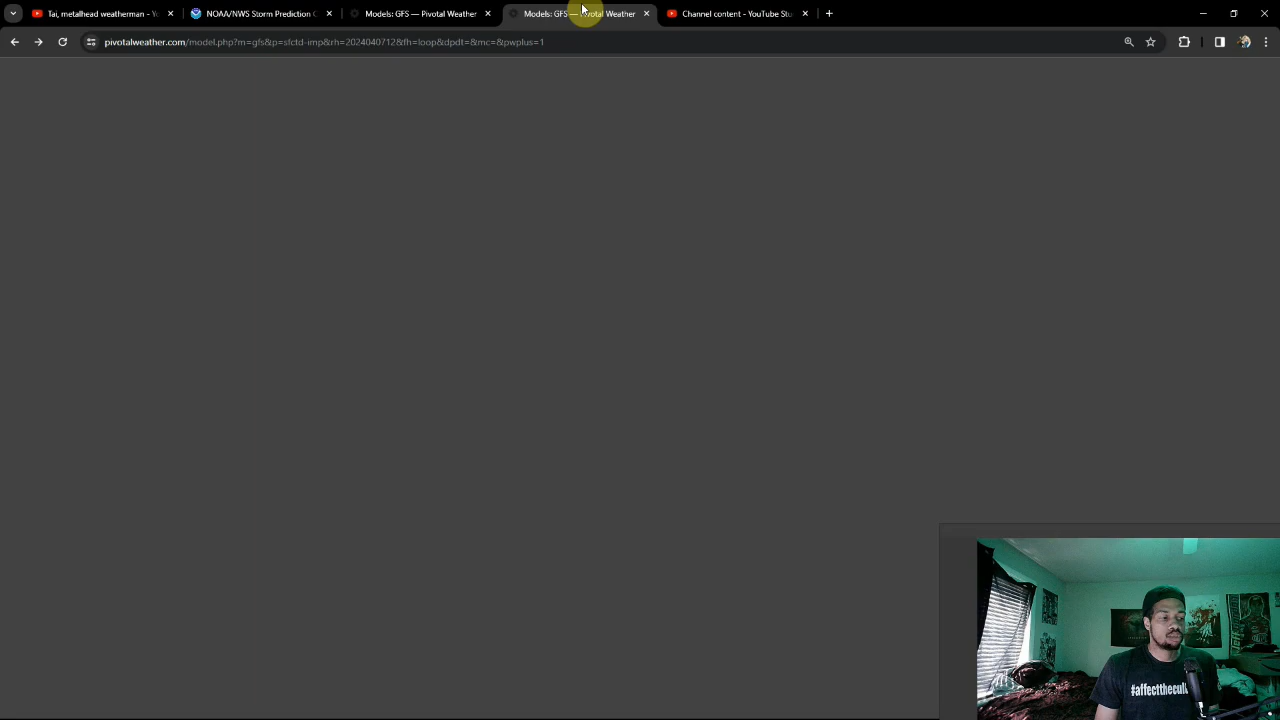 Tai, metalhead weatherman - Yo
NOAA/NWS Storm Prediction C
Models: GFS — Pivotal Weather
Models: GFS — Pivotal Weather
Channel content - YouTube Stu
pivotalweather.com/model.php?m=gfs&p=sfctd-imp&rh=2024040712&fh=loop&dpdt=&mc=&pwplus=1
#affectthecul